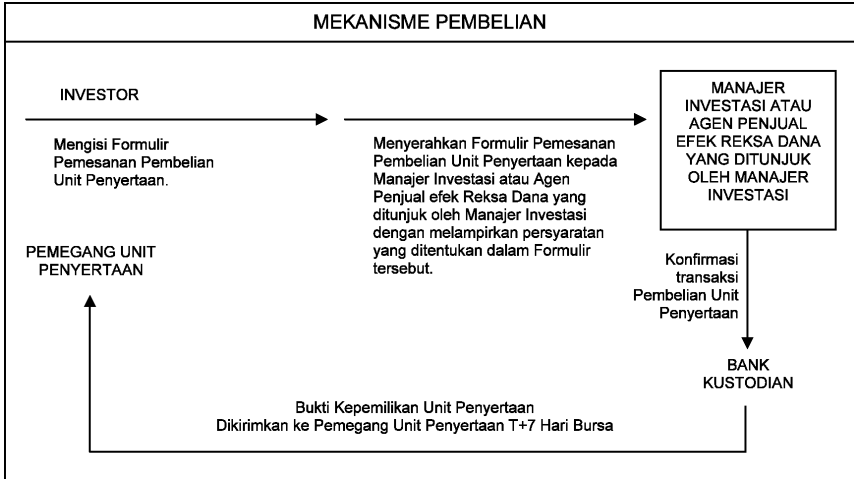 MEKANISME PEMBELIAN
INVESTOR
Mengisi Formulir
Pemesanan Pembelian
Unit Penyertaan.
Menyerahkan Formulir Pemesanan
Pembelian Unit Penyertaan kepada
Manajer Investasi atau Agen
Penjual efek Reksa Dana yang
ditunjuk oleh Manajer Investasi
dengan melampirkan persyaratan
yang ditentukan dalam Formulir
tersebut.
MANAJER
INVESTASI ATAU
AGEN PENJUAL
EFEK REKSA DANA
YANG DITUNJUK
OLEH MANAJER
INVESTASI
Konfirmasi
transaksi
Pembelian Unit
Penyertaan
BANK
KUSTODIAN
Bukti Kepemilikan Unit Penyertaan
Dikirimkan ke Pemegang Unit Penyertaan T+7 Hari Bursa
PEMEGANG UNIT
PENYERTAAN